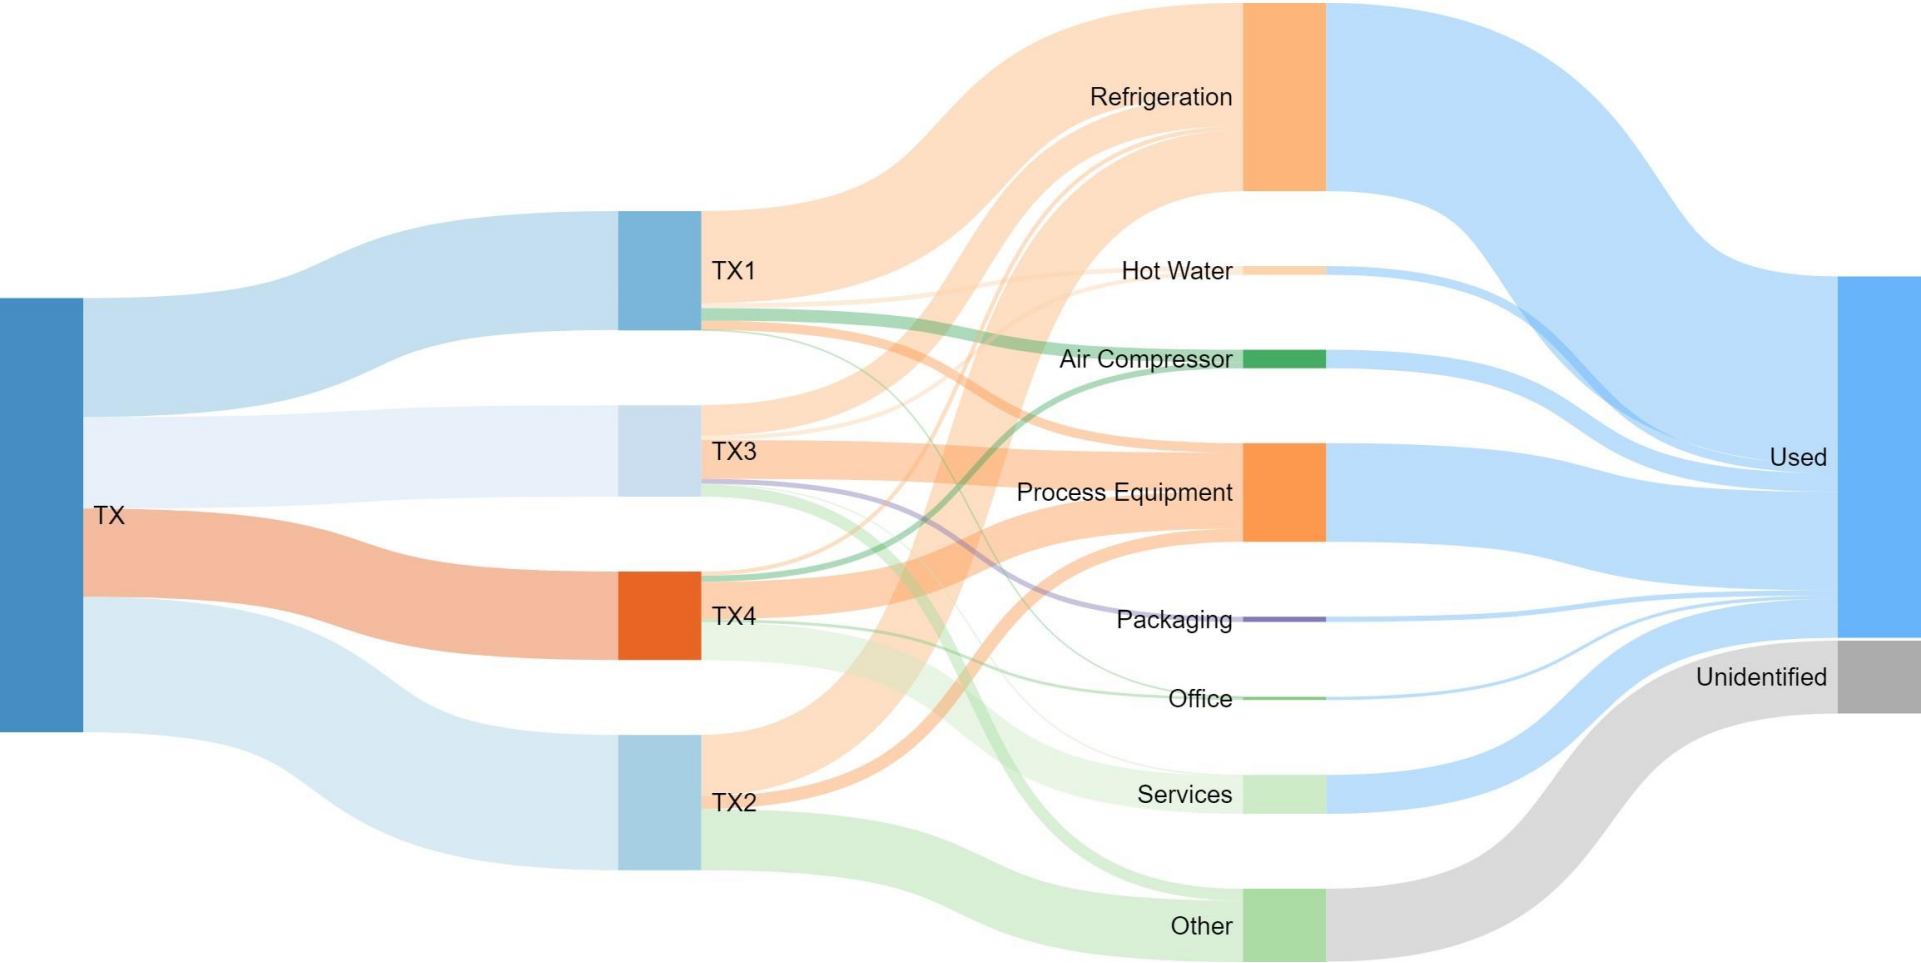 TX
TX1
TX3
TX4
TX2
Refrigeration
Hot Water
Air Compressor
Process Equipment
Packaging
Office
Services
Other
Used
Unidentified